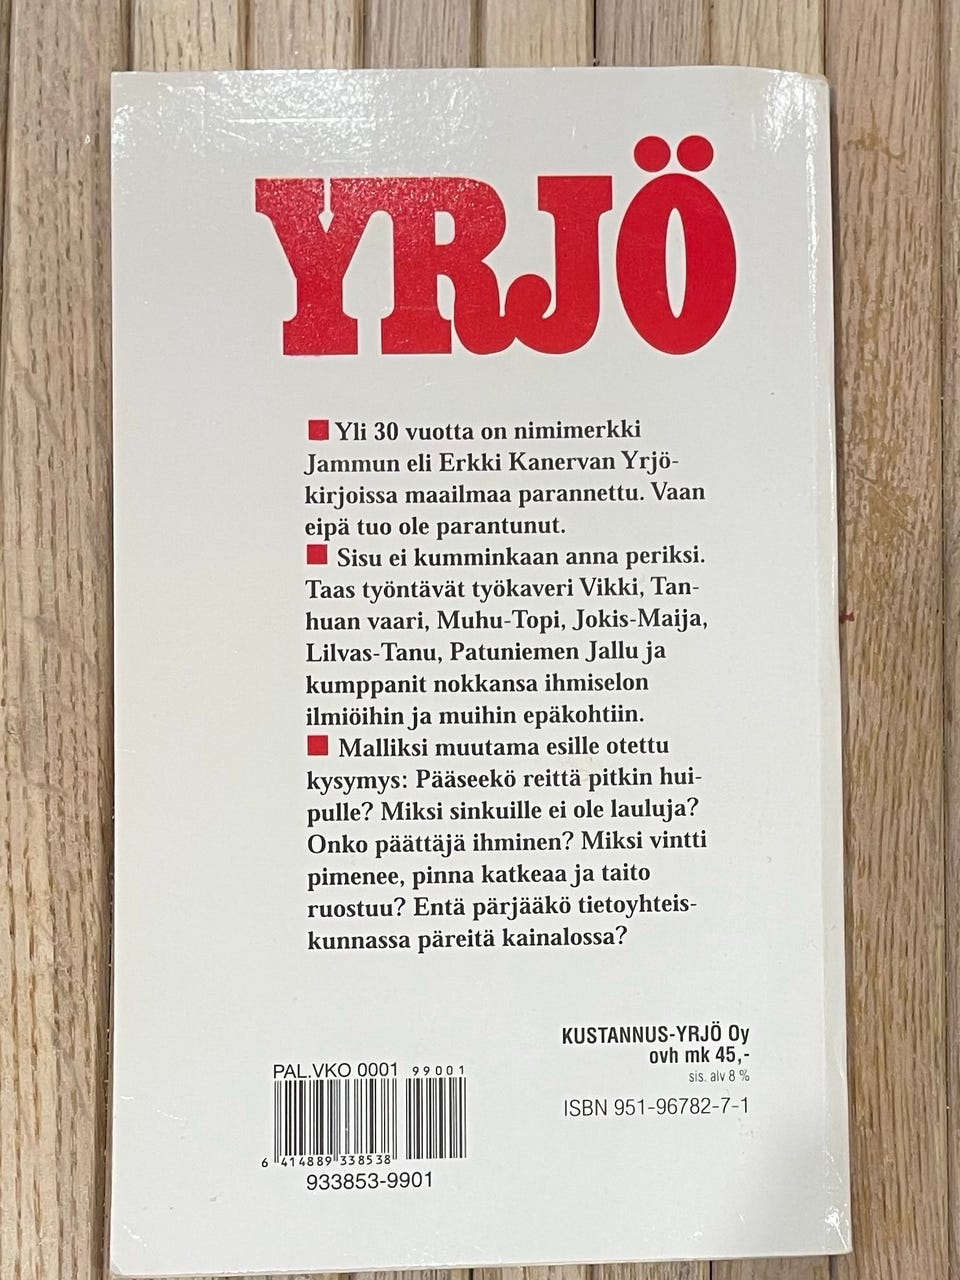 YRJÖ
Yli 30 vuotta on nimimerkki
Jammun eli Erkki Kanervan Yrjö-
kirjoissa maailmaa parannettu. Vaan
eipä tuo ole parantunut.
Sisu ei kumminkaan anna periksi.
Taas työntävät työkaveri Vikki, Tan-
huan vaari, Muhu-Topi, Jokis-Maija,
Lilvas-Tanu, Patuniemen Jallu ja
kumppanit nokkansa ihmiselon
ilmiöihin ja muihin epäkohtiin.
Malliksi muutama esille otettu
kysymys: Pääseekö reittä pitkin hui-
pulle? Miksi sinkuille ei ole lauluja?
Onko päättäjä ihminen? Miksi vintti
pimenee, pinna katkeaa ja taito
ruostuu? Entä pärjääkö tietoyhteis-
kunnassa päreitä kainalossa?
KUSTANNUS-YRJÖ Oy
ovh mk 45,-
sis. alv 8 %
ISBN 951-96782-7-1
PAL.VKO 0001 99001
6 414889 338538
933853-9901